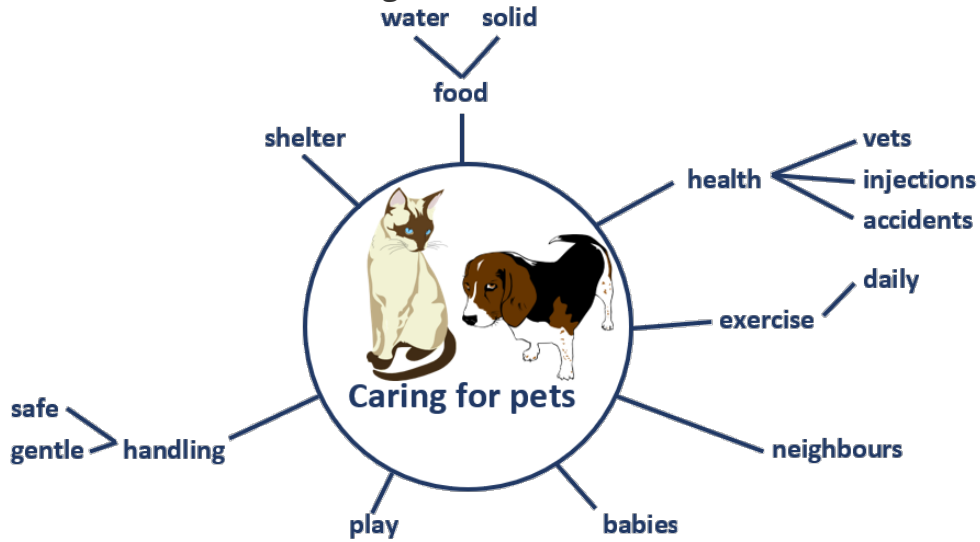 water solid
food
shelter
vets
health
injections
accidents
daily
exercise
Caring for pets
safe
gentle handling
neighbours
play
babies